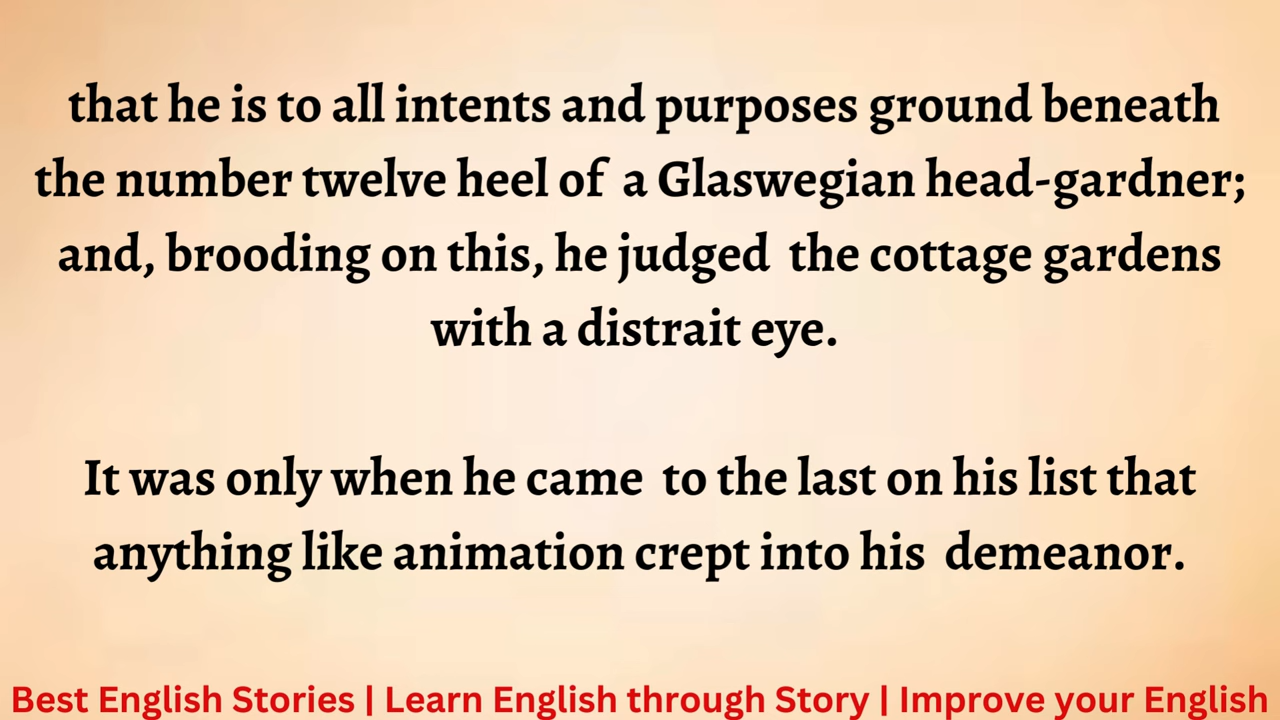 that he is to all intents and purposes ground beneath
the number twelve heel of a Glaswegian head-gardner;
and, brooding on this, he judged the cottage gardens
with a distrait eye.
It was only when he came to the last on his list that
anything like animation crept into his demeanor.
Best English Stories | Learn English through Story | Improve your English